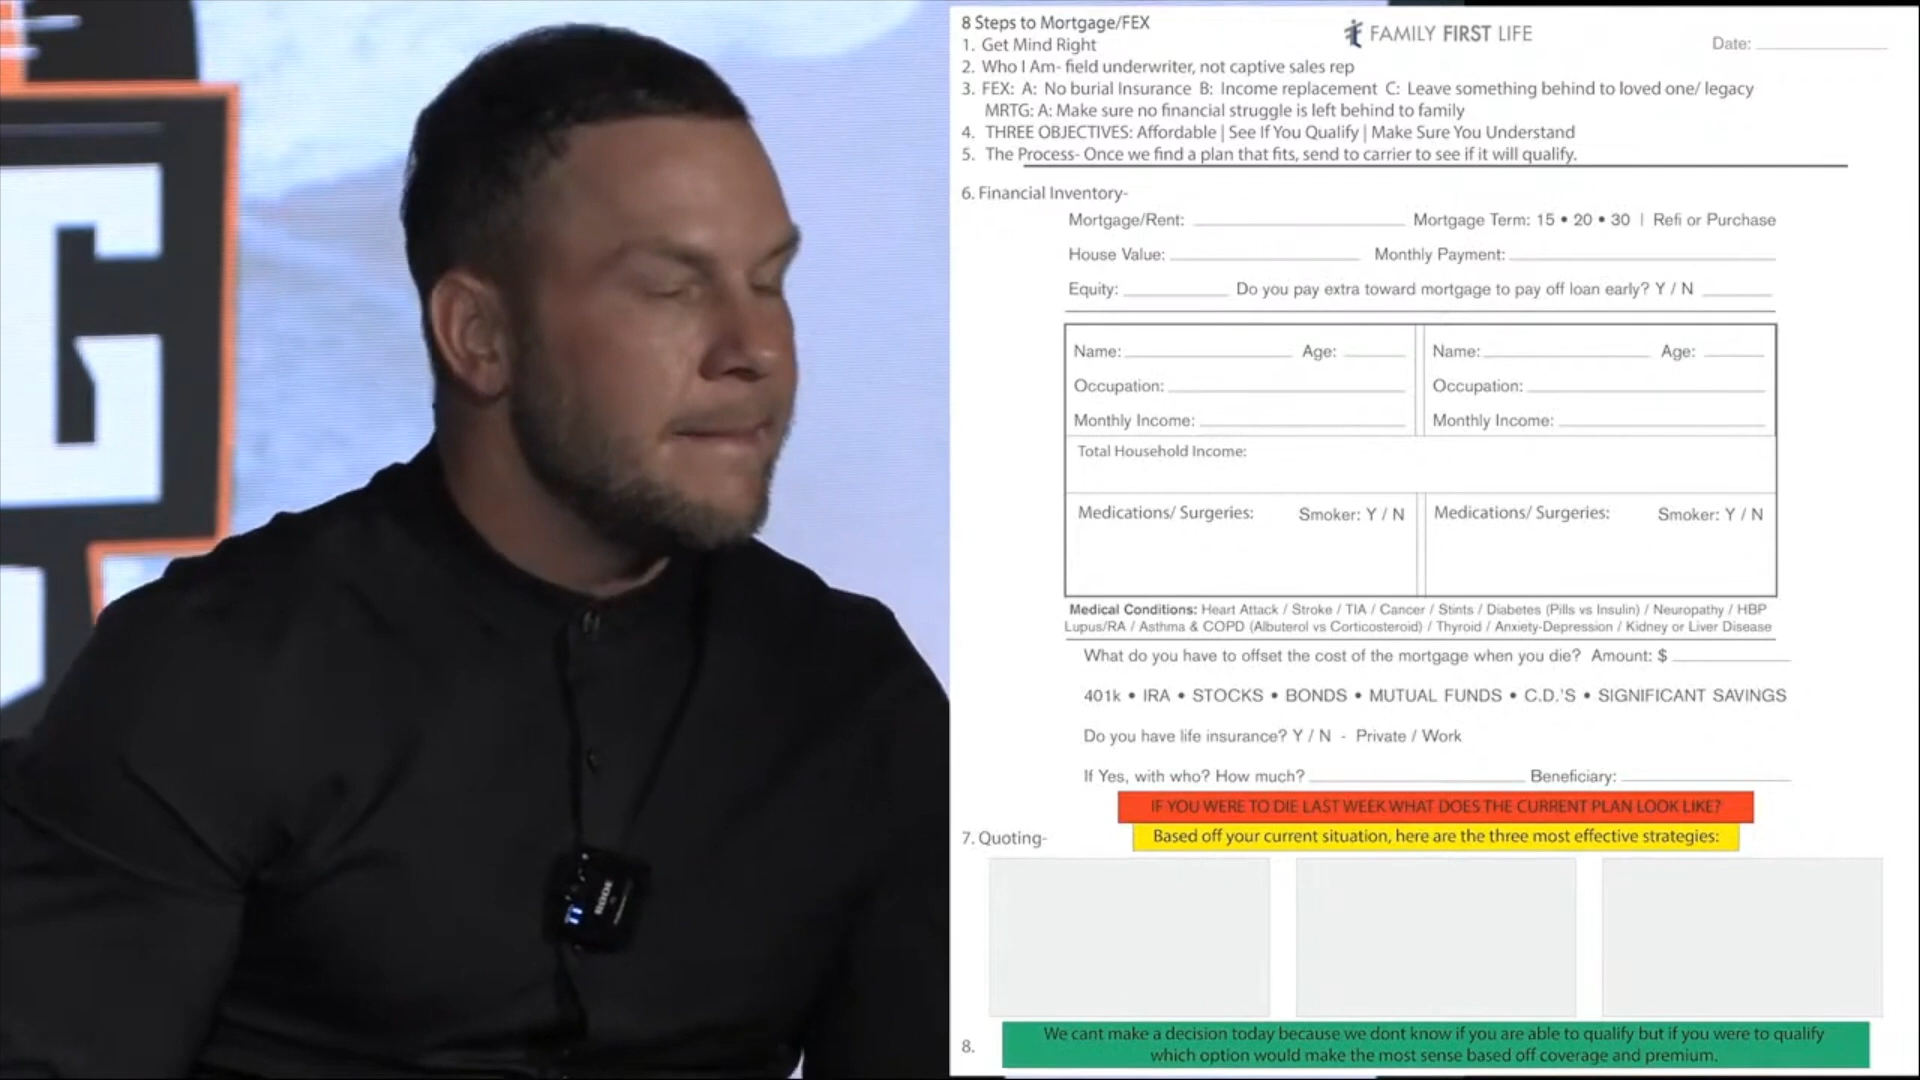 8 Steps to Mortgage/FEX
FAMILY FIRST LIFE
Date:
1. Get Mind Right
2. Who I Am- field underwriter, not captive sales rep
3. FEX: A: No burial Insurance B: Income replacement C: Leave something behind to loved one/ legacy
MRTG: A: Make sure no financial struggle is left behind to family
4. THREE OBJECTIVES: Affordable | See If You Qualify | Make Sure You Understand
5. The Process- Once we find a plan that fits, send to carrier to see if it will qualify.
6. Financial Inventory-
Mortgage/Rent: Mortgage Term: 15 • 20 • 30 | Refi or Purchase
House Value: Monthly Payment:
Equity: Do you pay extra toward mortgage to pay off loan early? Y / N
Name: Age: Name: Age:
Occupation: Occupation:
Monthly Income: Monthly Income:
Total Household Income:
Medications/ Surgeries: Smoker: Y / N Medications/ Surgeries: Smoker: Y / N
Medical Conditions: Heart Attack / Stroke / TIA / Cancer / Stints / Diabetes (Pills vs Insulin) / Neuropathy / HBP
Lupus/RA / Asthma & COPD (Albuterol vs Corticosteroid) / Thyroid / Anxiety-Depression / Kidney or Liver Disease
What do you have to offset the cost of the mortgage when you die? Amount: $
401k • IRA • STOCKS • BONDS • MUTUAL FUNDS • C.D.'S • SIGNIFICANT SAVINGS
Do you have life insurance? Y / N - Private / Work
If Yes, with who? How much? Beneficiary:
IF YOU WERE TO DIE LAST WEEK WHAT DOES THE CURRENT PLAN LOOK LIKE?
7. Quoting-
Based off your current situation, here are the three most effective strategies:
8.
We cant make a decision today because we dont know if you are able to qualify but if you were to qualify
which option would make the most sense based off coverage and premium.
G
RODE